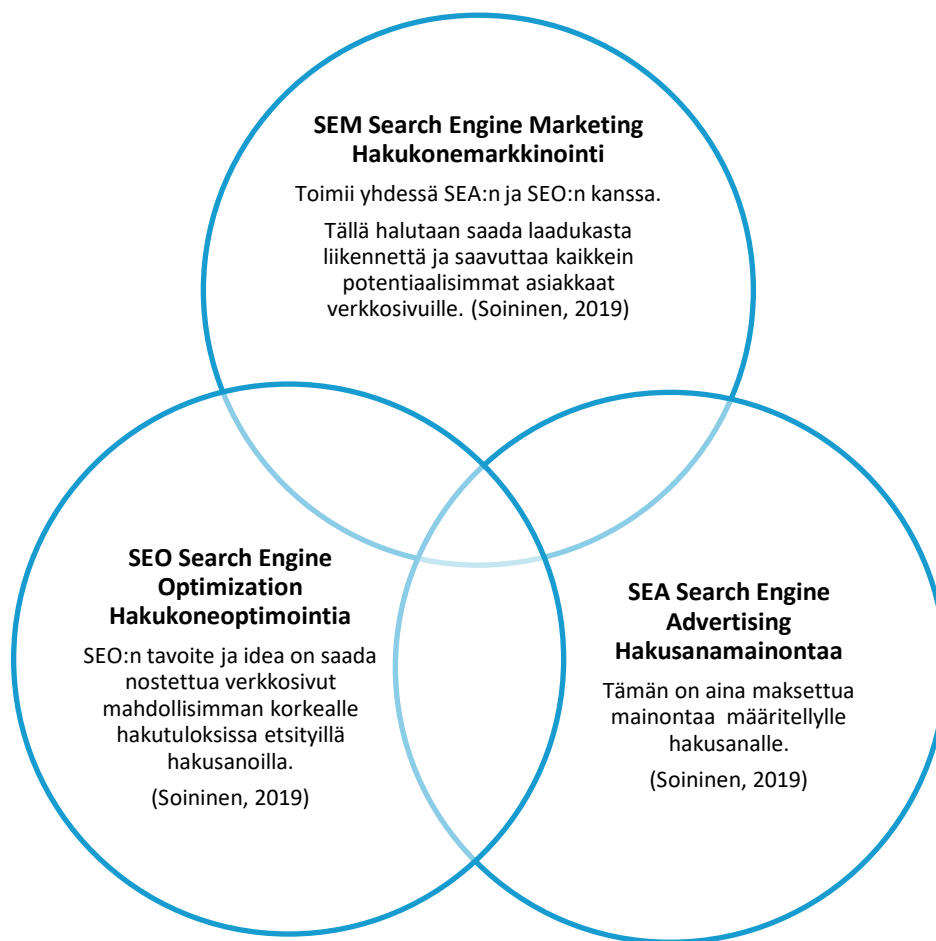 SEM Search Engine Marketing
Hakukonemarkkinointi
Toimii yhdessä SEA:n ja SEO:n kanssa.
Tällä halutaan saada laadukasta
liikennettä ja saavuttaa kaikkein
potentiaalisimmat asiakkaat
verkkosivuille. (Soininen, 2019)
SEO Search Engine
Optimization
Hakukoneoptimointia
SEO:n tavoite ja idea on saada
nostettua verkkosivut
mahdollisimman korkealle
hakutuloksissa etsityillä
hakusanoilla.
(Soininen, 2019)
SEA Search Engine
Advertising
Hakusanamainontaa
Tämän on aina maksettua
mainontaa  määritellylle
hakusanalle.
(Soininen, 2019)